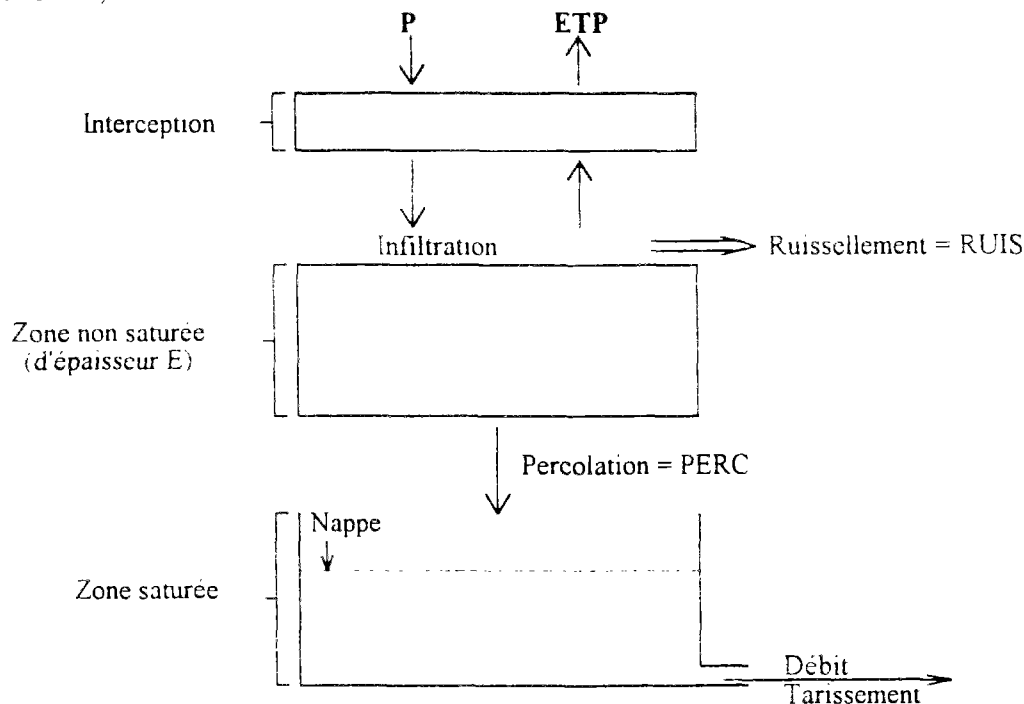 P ETP
Interception
Infiltration
Ruissellement = RUIS
Zone non saturée
(d'épaisseur E)
Percolation = PERC
Nappe
Zone saturée
Débit
Tarissement